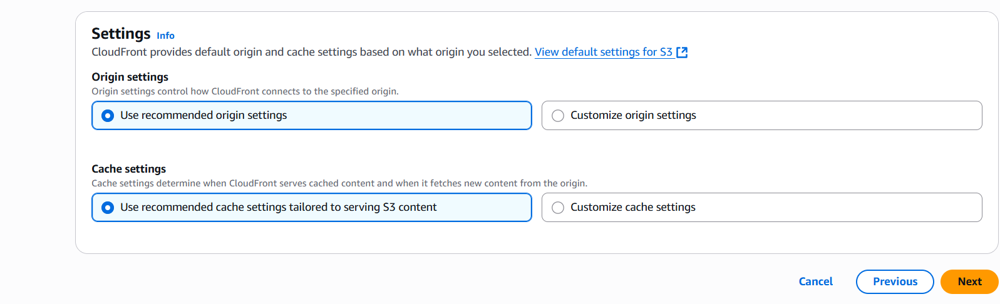 Settings Info
CloudFront provides default origin and cache settings based on what origin you selected. View default settings for S3
Origin settings
Origin settings control how CloudFront connects to the specified origin.
Use recommended origin settings
Customize origin settings
Cache settings
Cache settings determine when CloudFront serves cached content and when it fetches new content from the origin.
Use recommended cache settings tailored to serving S3 content
Customize cache settings
Cancel
Previous
Next